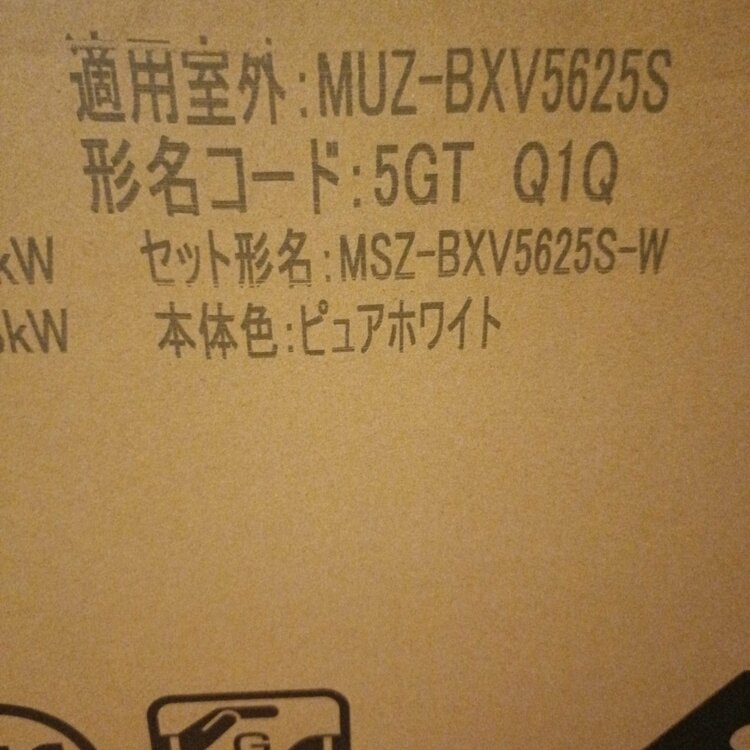 適用室外:MUZ-BXV5625S
形名コード:5GT Q1Q
kW セット形名:MSZ-BXV5625S-W
kW 本体色:ピュアホワイト
G